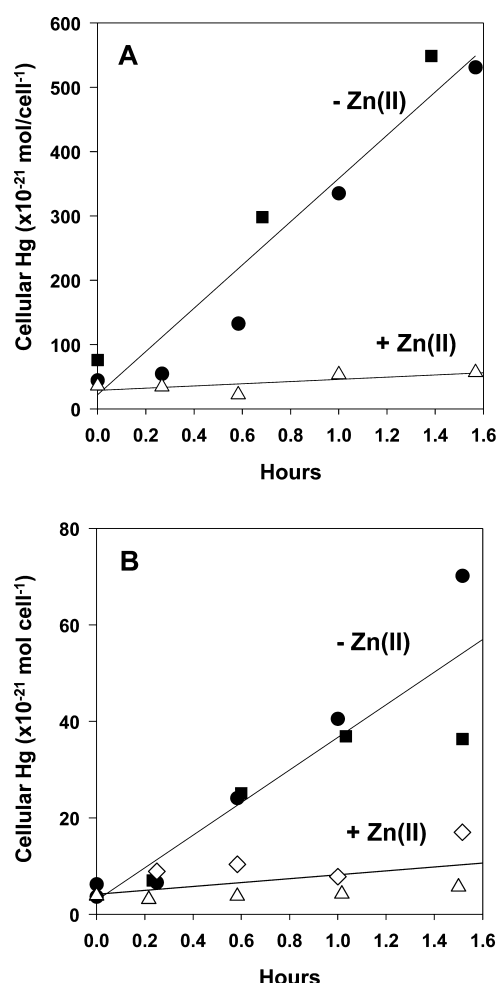 A
- Zn(II)
+ Zn(II)
Cellular Hg (x10⁻²¹ mol/cell⁻¹)
600
500
400
300
200
100
0
0.0 0.2 0.4 0.6 0.8 1.0 1.2 1.4 1.6
Hours
B
- Zn(II)
+ Zn(II)
Cellular Hg (x10⁻²¹ mol cell⁻¹)
80
60
40
20
0
0.0 0.2 0.4 0.6 0.8 1.0 1.2 1.4 1.6
Hours